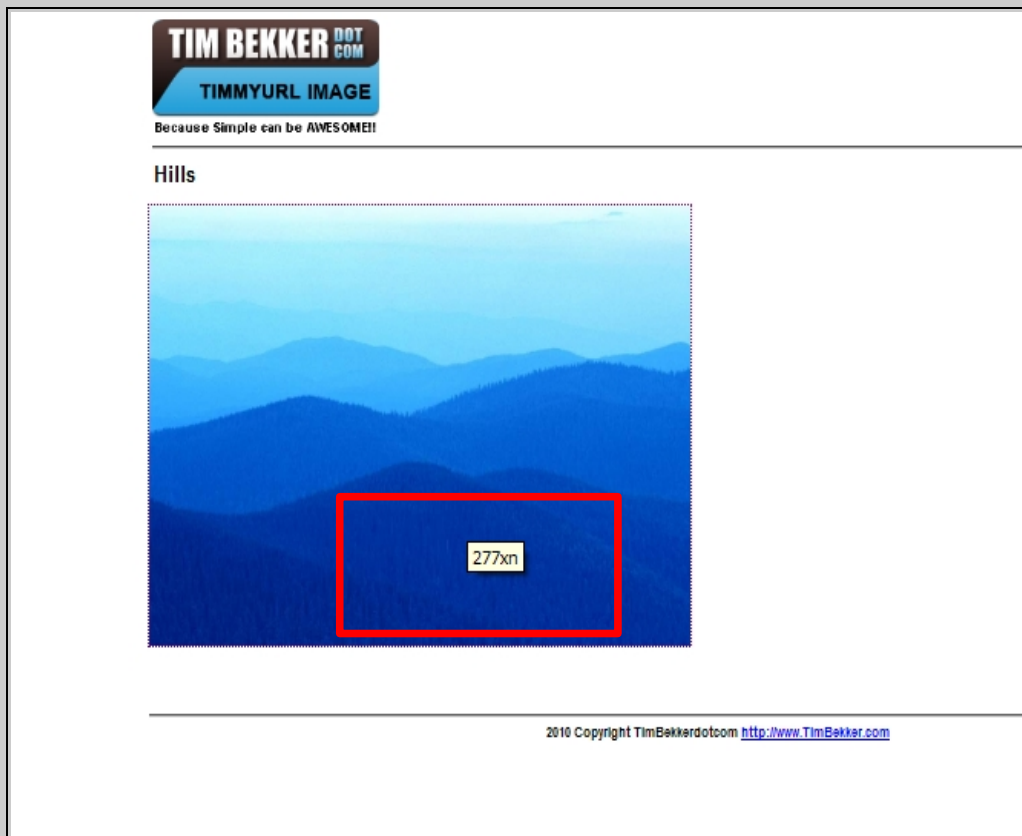 TIM BEKKER DOT COM
TIMMYURL IMAGE
Because Simple can be AWESOME!!
Hills
277xn
2010 Copyright TimBekkerdotcom http://www.TimBekker.com